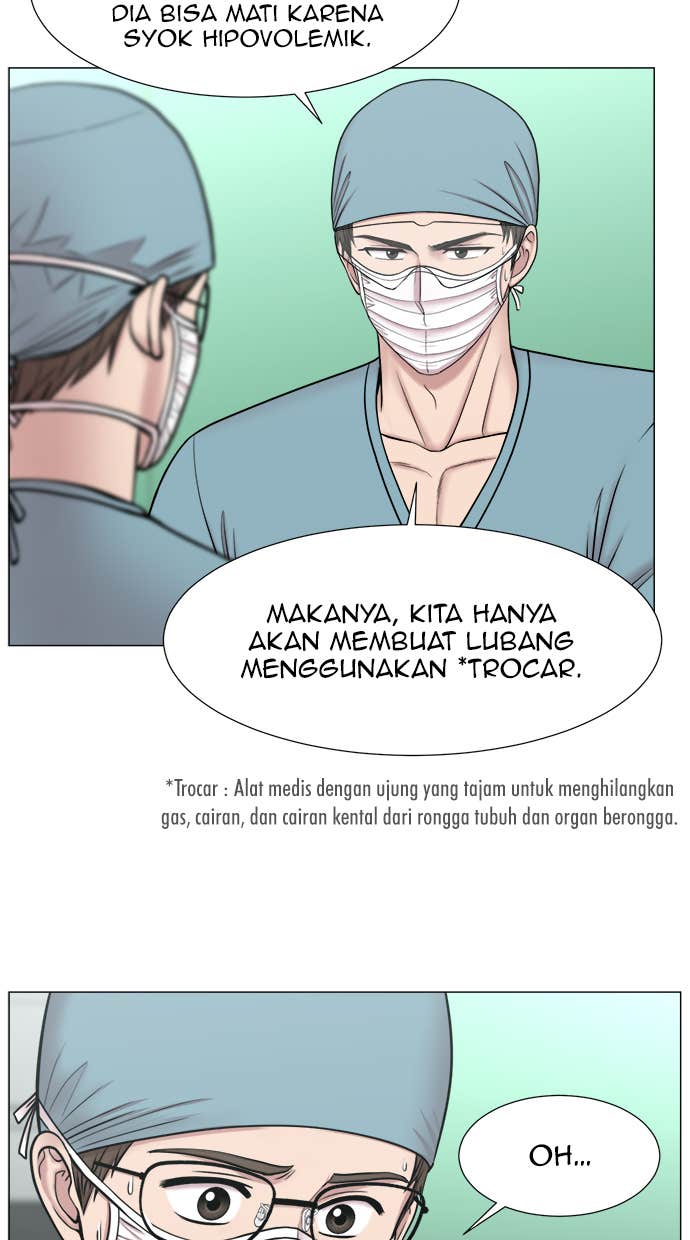 DIA BISA MATI KARENA
SYOK HIPOVOLEMIK.
MAKANYA, KITA HANYA
AKAN MEMBUAT LUBANG
MENGGUNAKAN *TROCAR.
*Trocar : Alat medis dengan ujung yang tajam untuk menghilangkan
gas, cairan, dan cairan kental dari rongga tubuh dan organ berongga.
OH...